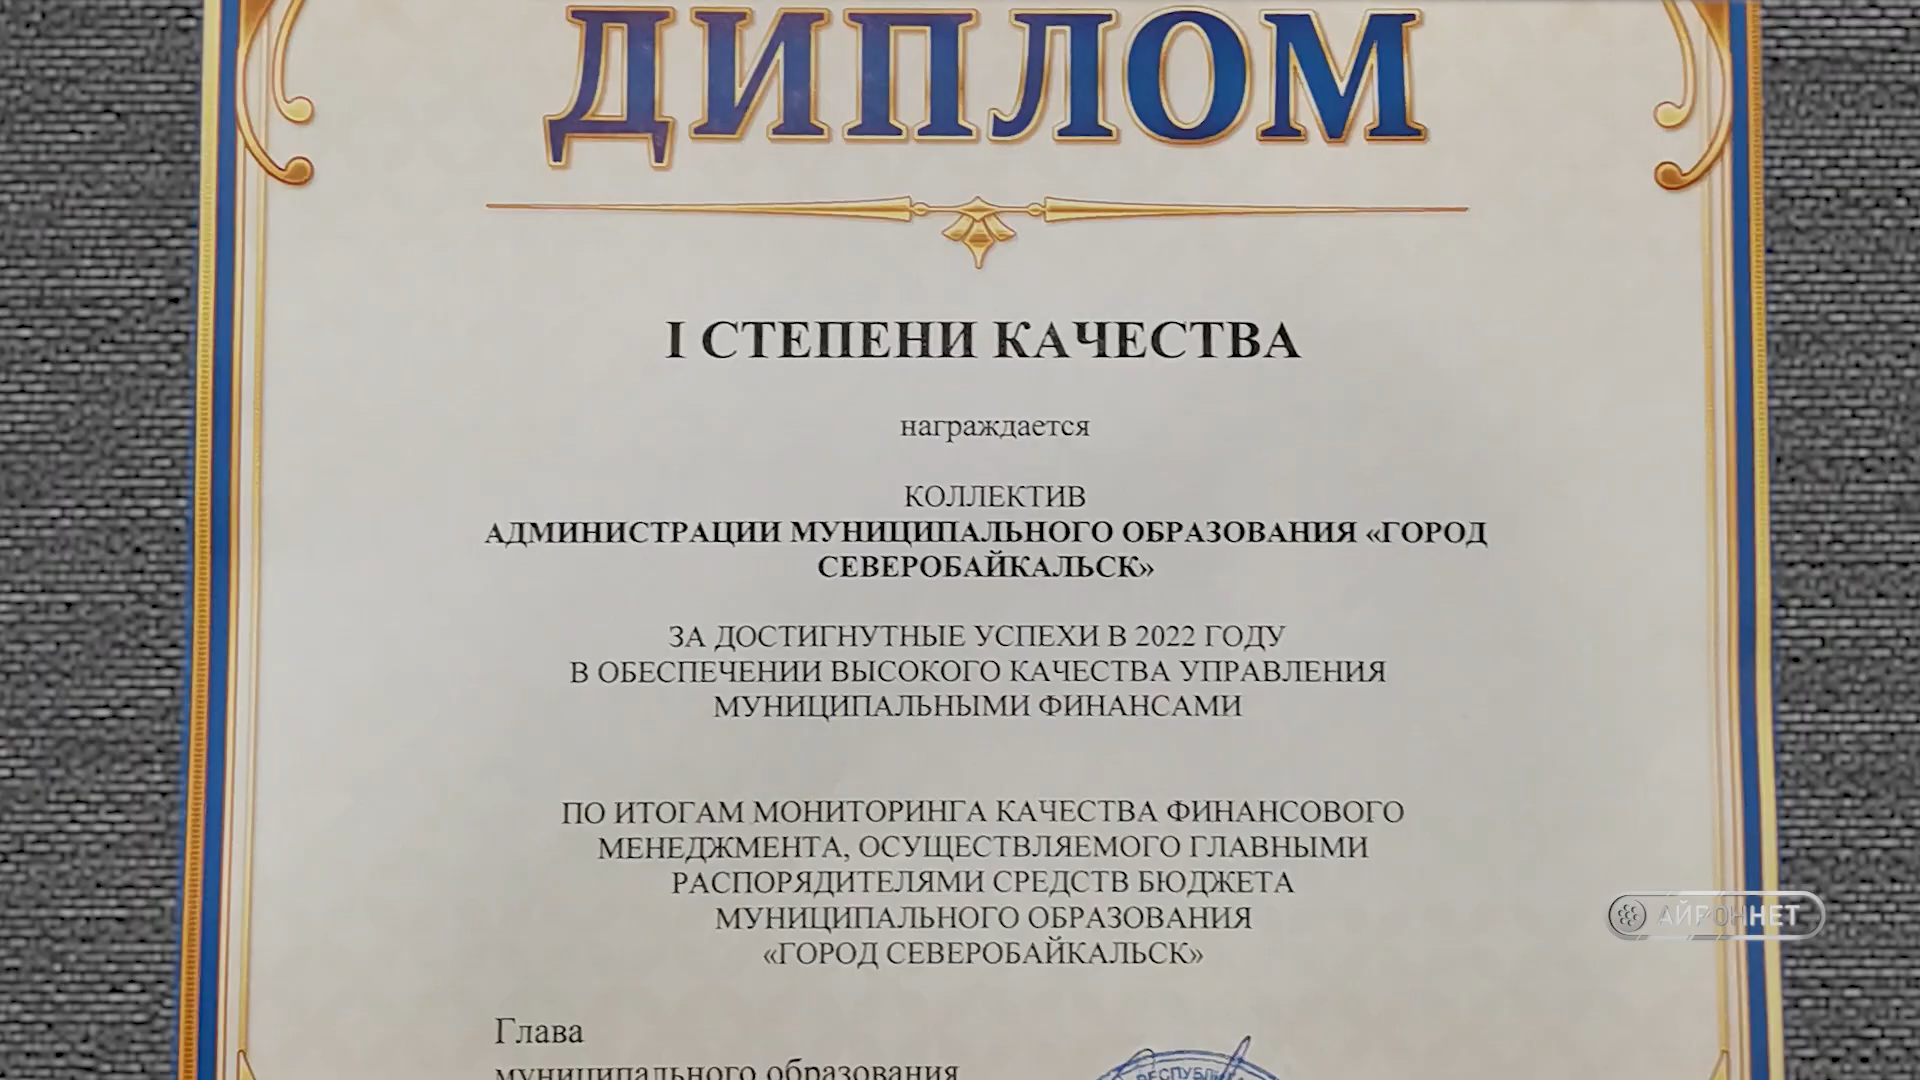 ДИПЛОМ
I СТЕПЕНИ КАЧЕСТВА
награждается
КОЛЛЕКТИВ
АДМИНИСТРАЦИИ МУНИЦИПАЛЬНОГО ОБРАЗОВАНИЯ «ГОРОД
СЕВЕРОБАЙКАЛЬСК»
ЗА ДОСТИГНУТНЫЕ УСПЕХИ В 2022 ГОДУ
В ОБЕСПЕЧЕНИИ ВЫСОКОГО КАЧЕСТВА УПРАВЛЕНИЯ
МУНИЦИПАЛЬНЫМИ ФИНАНСАМИ
ПО ИТОГАМ МОНИТОРИНГА КАЧЕСТВА ФИНАНСОВОГО
МЕНЕДЖМЕНТА, ОСУЩЕСТВЛЯЕМОГО ГЛАВНЫМИ
РАСПОРЯДИТЕЛЯМИ СРЕДСТВ БЮДЖЕТА
МУНИЦИПАЛЬНОГО ОБРАЗОВАНИЯ
«ГОРОД СЕВЕРОБАЙКАЛЬСК»
АЙРОННЕТ
Глава
муниципального образования